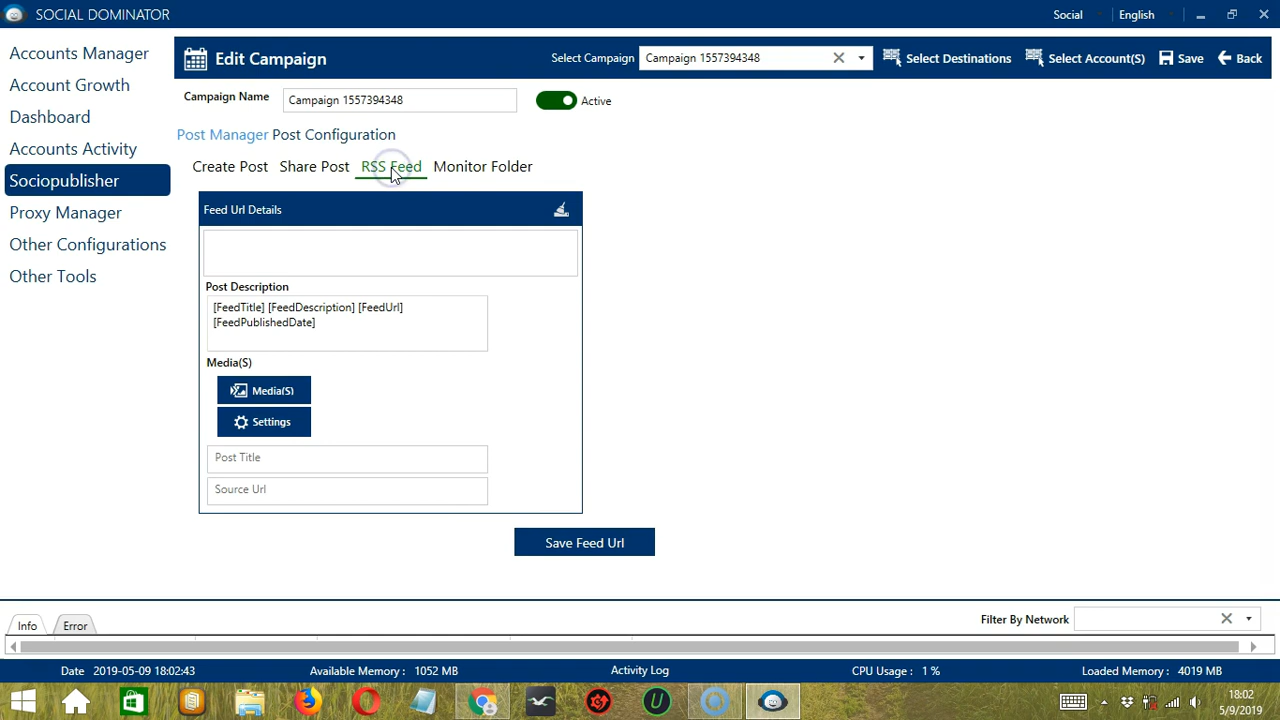 SOCIAL DOMINATOR
Social
English
Accounts Manager
Account Growth
Dashboard
Accounts Activity
Sociopublisher
Proxy Manager
Other Configurations
Other Tools
Edit Campaign
Select Campaign
Campaign 1557394348
Select Destinations
Select Account(S)
Save
Back
Campaign Name
Campaign 1557394348
Active
Post Manager Post Configuration
Create Post Share Post RSS Feed Monitor Folder
Feed Url Details
Post Description
[FeedTitle] [FeedDescription] [FeedUrl]
[FeedPublishedDate]
Media(S)
Media(S)
Settings
Post Title
Source Url
Save Feed Url
Info
Error
Filter By Network
Date 2019-05-09 18:02:43
Available Memory : 1052 MB
Activity Log
CPU Usage : 1 %
Loaded Memory : 4019 MB
18:02
5/9/2019